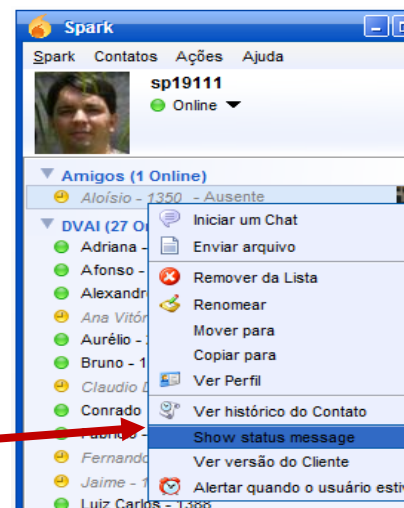 Spark
Spark Contatos Ações Ajuda
sp19111
Online
Amigos (1 Online)
Aloísio - 1350 - Ausente
DVAI (27 O
Iniciar um Chat
Adriana -
Enviar arquivo
Afonso -
Remover da Lista
Alexandr
Renomear
Ana Vitór
Mover para
Aurélio -
Copiar para
Bruno - 1
Ver Perfil
Claudio D
Conrado
Ver histórico do Contato
Fabrício -
Show status message
Fernando
Ver versão do Cliente
Jaime - 1
Alertar quando o usuário esti
Luiz Carlos - 1388